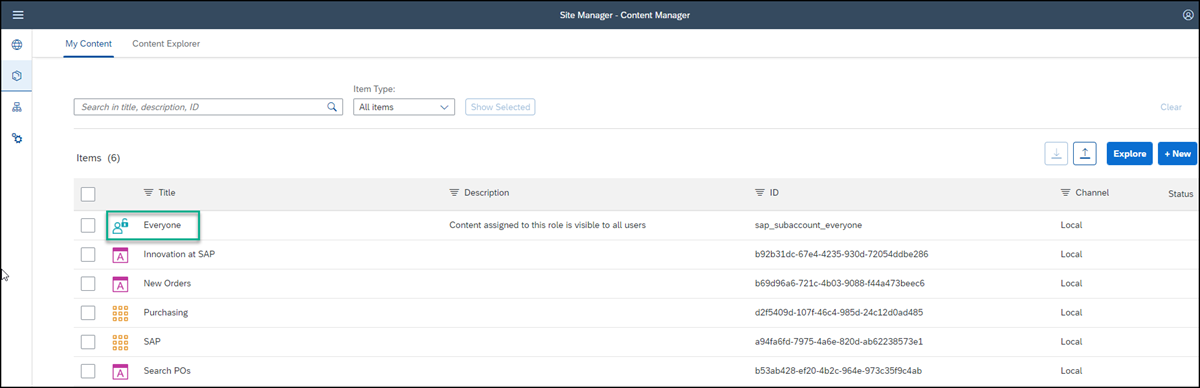 Site Manager - Content Manager
My Content Content Explorer
Item Type:
Search in title, description, ID All items Show Selected Clear
Items (6) Explore + New
Title Description ID Channel Status
Everyone Content assigned to this role is visible to all users sap_subaccount_everyone Local
A Innovation at SAP b92b31dc-67e4-4235-930d-72054ddbe286 Local
A New Orders b69d96a6-721c-4b03-9088-f44a473beec6 Local
Purchasing d2f5409d-107f-46c4-985d-24c12d0ad485 Local
SAP a94fa6fd-7975-4a6e-820d-ab62238573e1 Local
A Search POs b53ab428-ef20-4b2c-964e-973c35f9c4ab Local